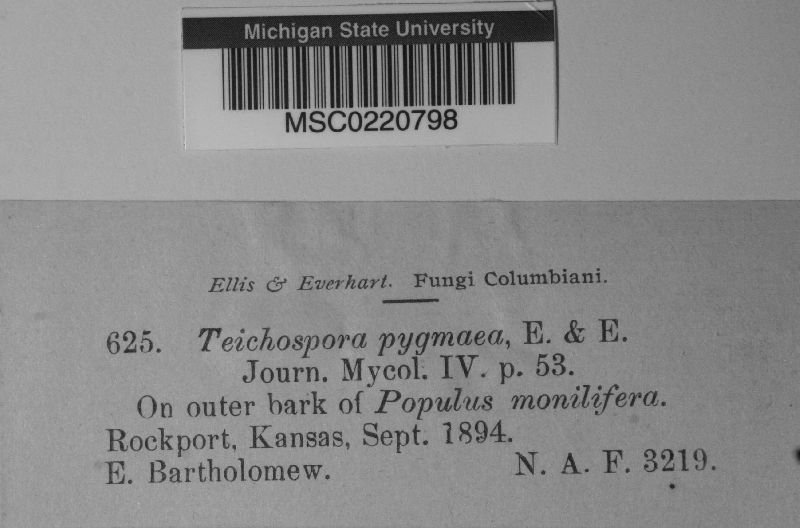 Michigan State University
MSC0220798
Ellis & Everhart. Fungi Columbiani.
625. Teichospora pygmaea, E. & E.
Journ. Mycol. IV. p. 53.
On outer bark of Populus monilifera.
Rockport, Kansas, Sept. 1894.
E. Bartholomew. N. A. F. 3219.